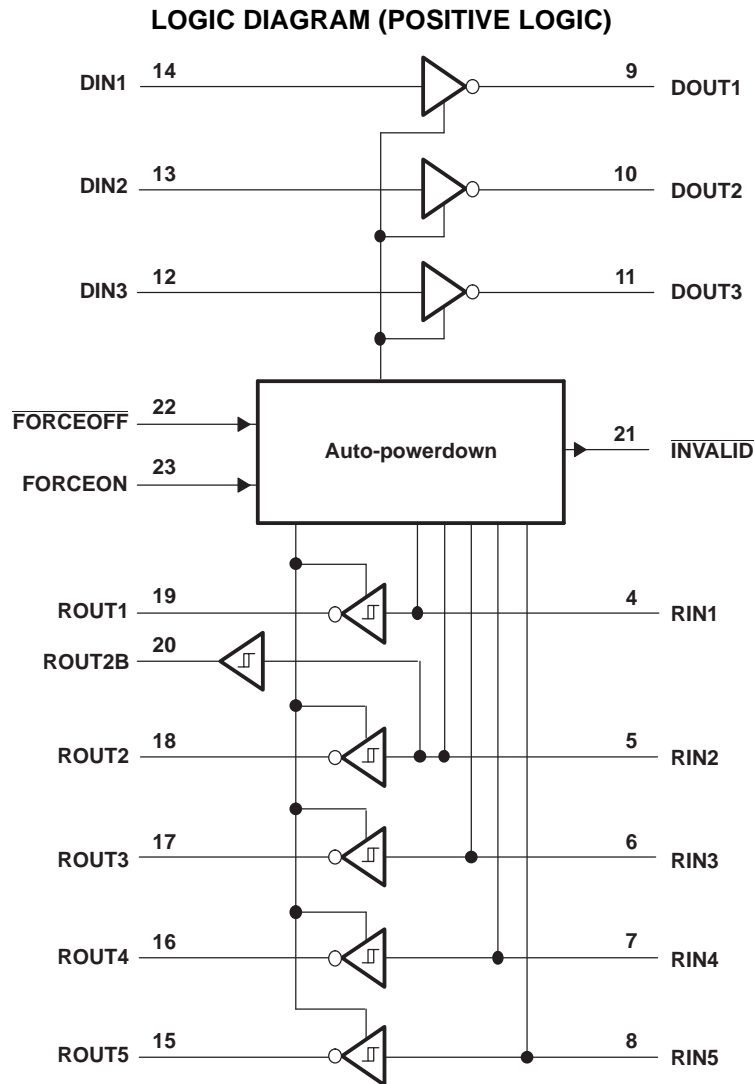 LOGIC DIAGRAM (POSITIVE LOGIC)
DIN1 14 9 DOUT1
DIN2 13 10 DOUT2
DIN3 12 11 DOUT3
FORCEOFF 22
Auto-powerdown 21 INVALID
FORCEON 23
ROUT1 19 4 RIN1
ROUT2B 20
ROUT2 18 5 RIN2
ROUT3 17 6 RIN3
ROUT4 16 7 RIN4
ROUT5 15 8 RIN5